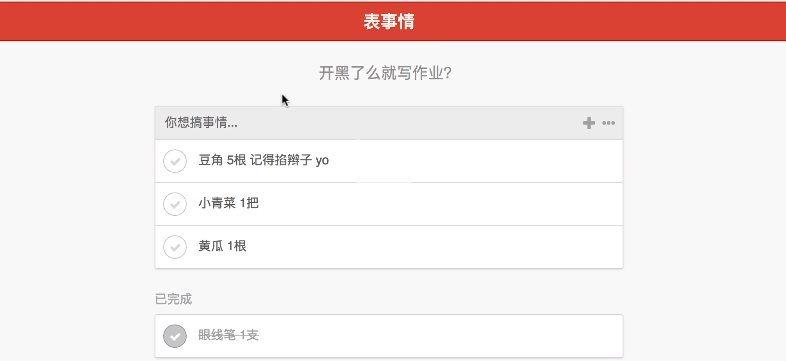 表事情
开黑了么就写作业?
你想搞事情...
豆角 5根 记得掐辫子 yo
小青菜 1把
黄瓜 1根
已完成
眼线笔 1支